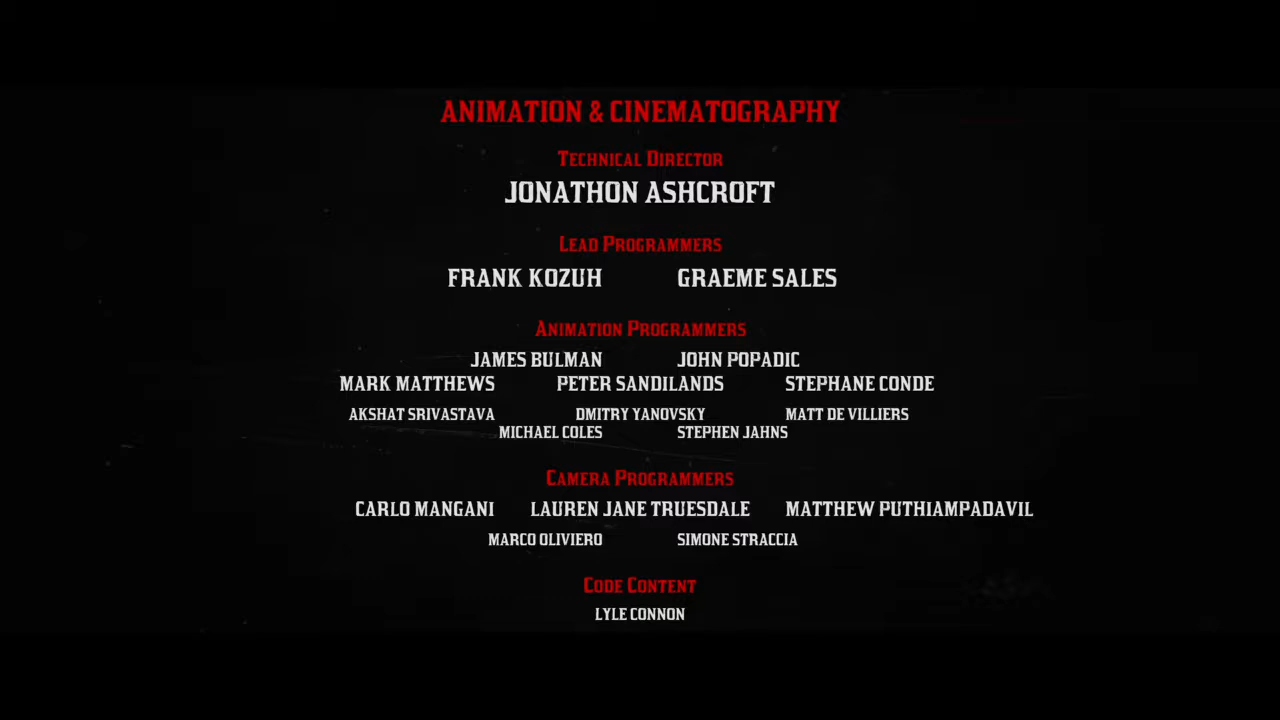 ANIMATION & CINEMATOGRAPHY
TECHNICAL DIRECTOR
JONATHON ASHCROFT
LEAD PROGRAMMERS
FRANK KOZUH GRAEME SALES
ANIMATION PROGRAMMERS
JAMES BULMAN JOHN POPADIC
MARK MATTHEWS PETER SANDILANDS STEPHANE CONDE
AKSHAT SRIVASTAVA DMITRY YANOVSKY MATT DE VILLIERS
MICHAEL COLES STEPHEN JAHNS
CAMERA PROGRAMMERS
CARLO MANGANI LAUREN JANE TRUESDALE MATTHEW PUTHIAMPADAVIL
MARCO OLIVIERO SIMONE STRACCIA
CODE CONTENT
LYLE CONNON